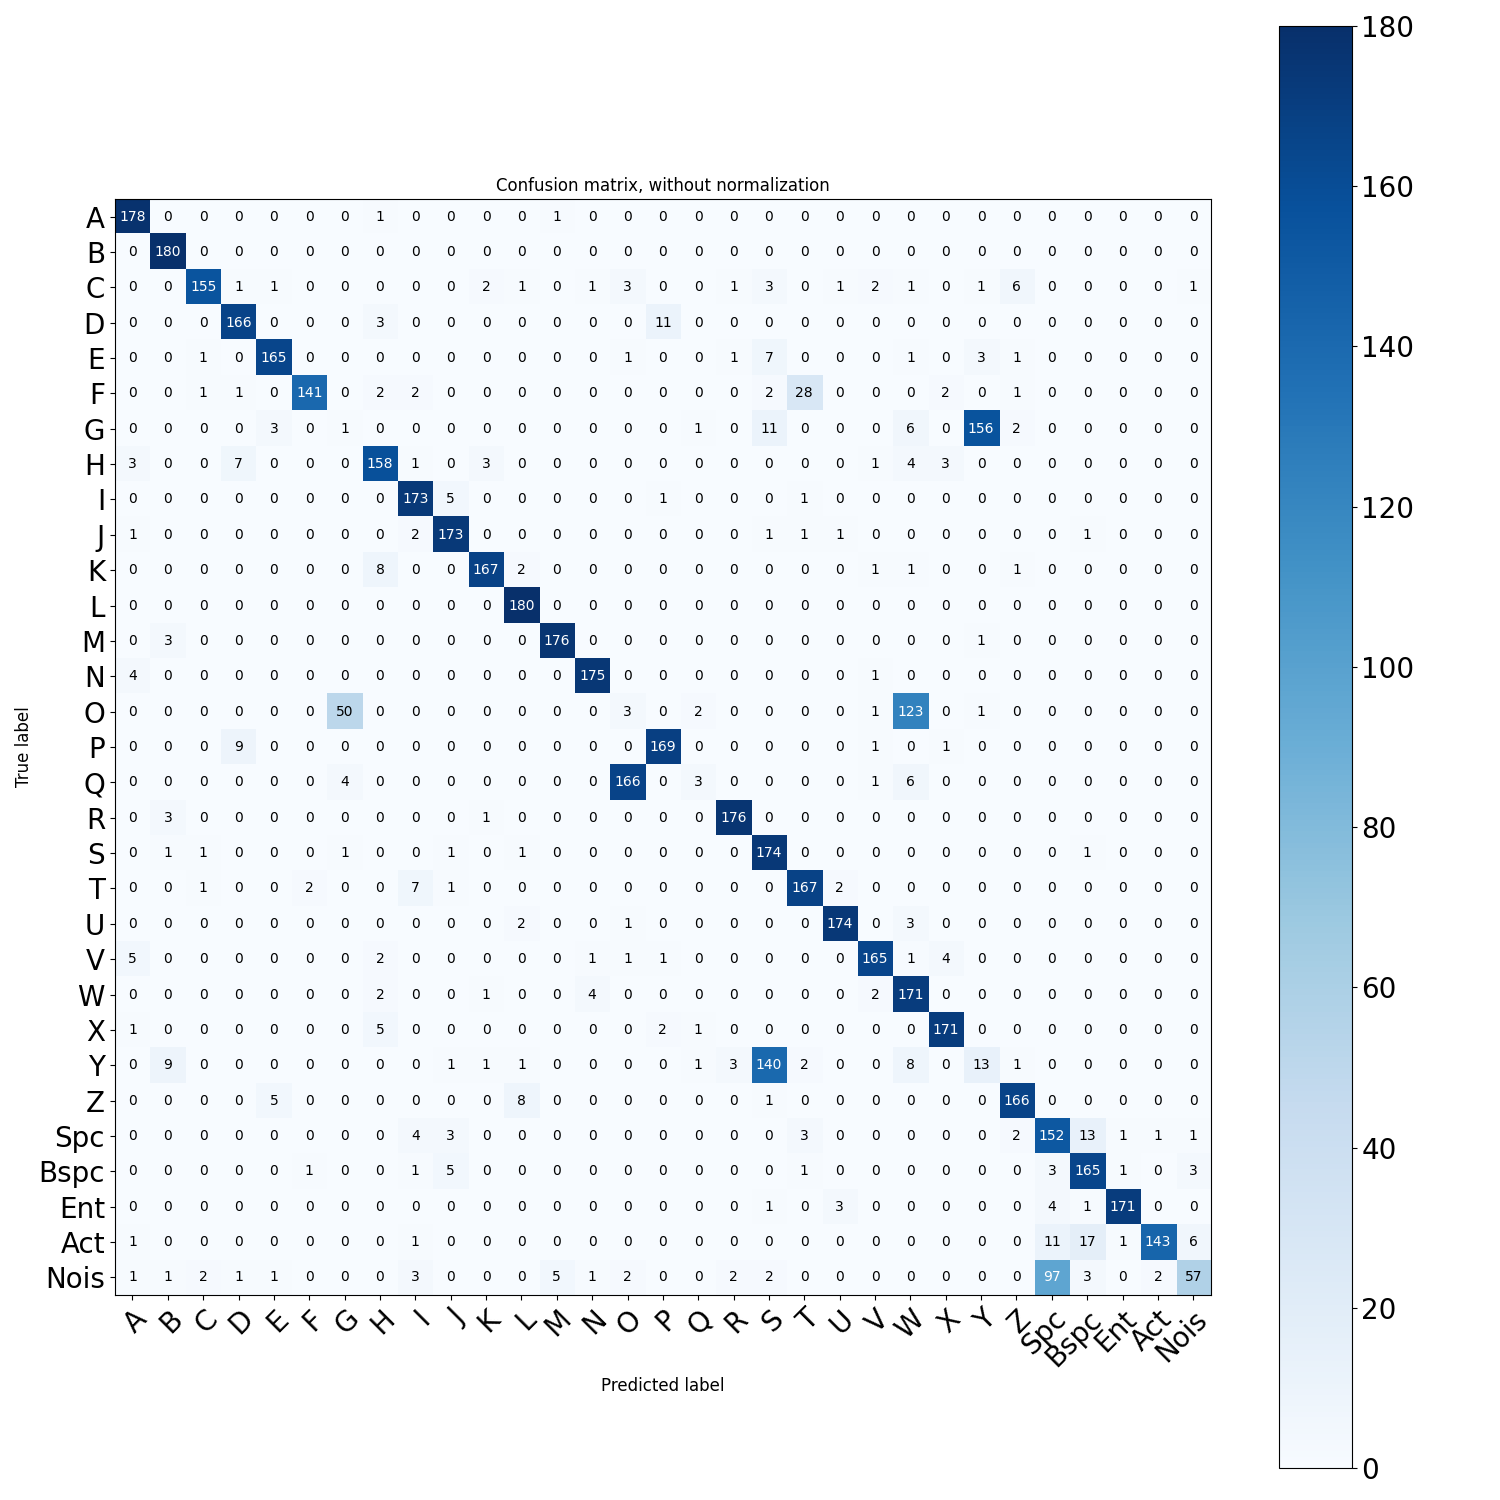 Confusion matrix, without normalization
A 178 0 0 0 0 0 0 1 0 0 0 0 1 0 0 0 0 0 0 0 0 0 0 0 0 0 0 0 0 0 0
B 0 180 0 0 0 0 0 0 0 0 0 0 0 0 0 0 0 0 0 0 0 0 0 0 0 0 0 0 0 0 0
C 0 0 155 1 1 0 0 0 0 0 2 1 0 1 3 0 0 1 3 0 1 2 1 0 1 6 0 0 0 0 1
D 0 0 0 166 0 0 0 3 0 0 0 0 0 0 0 11 0 0 0 0 0 0 0 0 0 0 0 0 0 0 0
E 0 0 1 0 165 0 0 0 0 0 0 0 0 0 1 0 0 1 7 0 0 0 1 0 3 1 0 0 0 0 0
F 0 0 1 1 0 141 0 2 2 0 0 0 0 0 0 0 0 0 2 28 0 0 0 2 0 1 0 0 0 0 0
G 0 0 0 0 3 0 1 0 0 0 0 0 0 0 0 0 1 0 11 0 0 0 6 0 156 2 0 0 0 0 0
H 3 0 0 7 0 0 0 158 1 0 3 0 0 0 0 0 0 0 0 0 0 1 4 3 0 0 0 0 0 0 0
I 0 0 0 0 0 0 0 0 173 5 0 0 0 0 0 1 0 0 0 1 0 0 0 0 0 0 0 0 0 0 0
J 1 0 0 0 0 0 0 0 2 173 0 0 0 0 0 0 0 0 1 1 1 0 0 0 0 0 0 1 0 0 0
K 0 0 0 0 0 0 0 8 0 0 167 2 0 0 0 0 0 0 0 0 0 1 1 0 0 1 0 0 0 0 0
L 0 0 0 0 0 0 0 0 0 0 0 180 0 0 0 0 0 0 0 0 0 0 0 0 0 0 0 0 0 0 0
M 0 3 0 0 0 0 0 0 0 0 0 0 176 0 0 0 0 0 0 0 0 0 0 0 1 0 0 0 0 0 0
N 4 0 0 0 0 0 0 0 0 0 0 0 0 175 0 0 0 0 0 0 0 1 0 0 0 0 0 0 0 0 0
O 0 0 0 0 0 0 50 0 0 0 0 0 0 0 3 0 2 0 0 0 0 1 123 0 1 0 0 0 0 0 0
P 0 0 0 9 0 0 0 0 0 0 0 0 0 0 0 169 0 0 0 0 0 1 0 1 0 0 0 0 0 0 0
Q 0 0 0 0 0 0 4 0 0 0 0 0 0 0 166 0 3 0 0 0 0 1 6 0 0 0 0 0 0 0 0
R 0 3 0 0 0 0 0 0 0 0 1 0 0 0 0 0 0 176 0 0 0 0 0 0 0 0 0 0 0 0 0
S 0 1 1 0 0 0 1 0 0 1 0 1 0 0 0 0 0 0 174 0 0 0 0 0 0 0 0 1 0 0 0
T 0 0 1 0 0 2 0 0 7 1 0 0 0 0 0 0 0 0 0 167 2 0 0 0 0 0 0 0 0 0 0
U 0 0 0 0 0 0 0 0 0 0 0 2 0 0 1 0 0 0 0 0 174 0 3 0 0 0 0 0 0 0 0
V 5 0 0 0 0 0 0 2 0 0 0 0 0 1 1 1 0 0 0 0 0 165 1 4 0 0 0 0 0 0 0
W 0 0 0 0 0 0 0 2 0 0 1 0 0 4 0 0 0 0 0 0 0 2 171 0 0 0 0 0 0 0 0
X 1 0 0 0 0 0 0 5 0 0 0 0 0 0 0 2 1 0 0 0 0 0 0 171 0 0 0 0 0 0 0
Y 0 9 0 0 0 0 0 0 0 1 1 1 0 0 0 0 1 3 140 2 0 0 8 0 13 1 0 0 0 0 0
Z 0 0 0 0 5 0 0 0 0 0 0 8 0 0 0 0 0 0 1 0 0 0 0 0 0 166 0 0 0 0 0
Spc 0 0 0 0 0 0 0 0 4 3 0 0 0 0 0 0 0 0 0 3 0 0 0 0 0 2 152 13 1 1 1
Bspc 0 0 0 0 0 1 0 0 1 5 0 0 0 0 0 0 0 0 0 1 0 0 0 0 0 0 3 165 1 0 3
Ent 0 0 0 0 0 0 0 0 0 0 0 0 0 0 0 0 0 0 1 0 3 0 0 0 0 0 4 1 171 0 0
Act 1 0 0 0 0 0 0 0 1 0 0 0 0 0 0 0 0 0 0 0 0 0 0 0 0 0 11 17 1 143 6
Nois 1 1 2 1 1 0 0 0 3 0 0 0 5 1 2 0 0 2 2 0 0 0 0 0 0 0 97 3 0 2 57
A B C D E F G H I J K L M N O P Q R S T U V W X Y Z Spc Bspc Ent Act Nois
Predicted label
True label
180
160
140
120
100
80
60
40
20
0